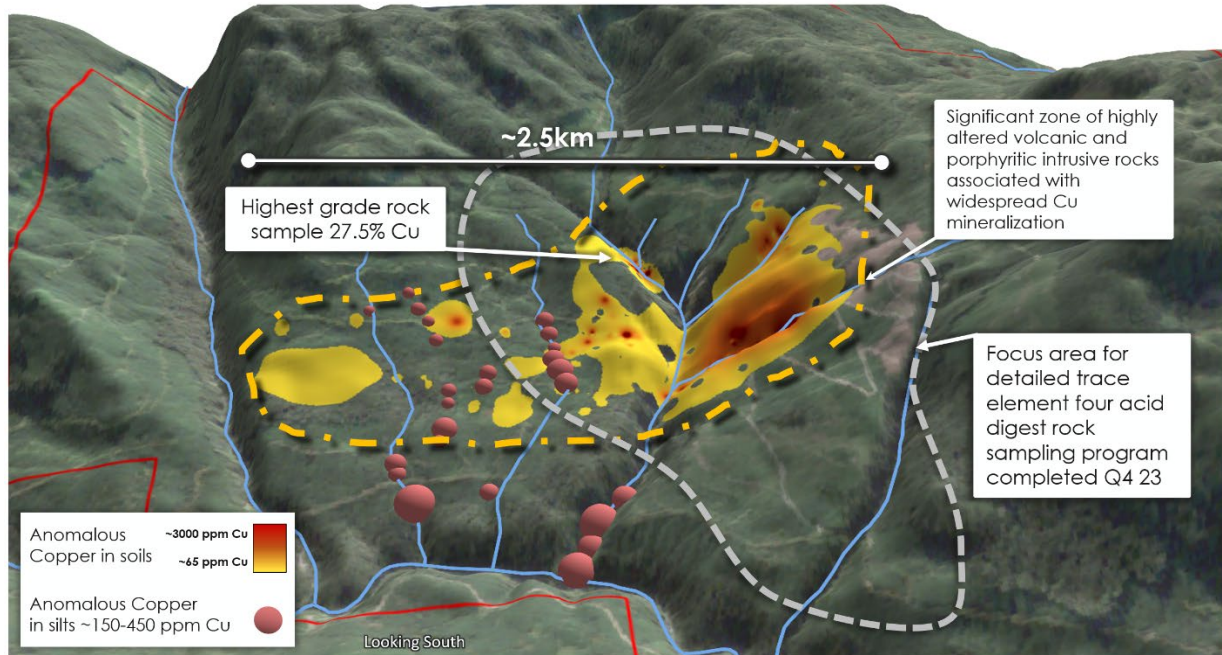 ~2.5km
Significant zone of highly
altered volcanic and
porphyritic intrusive rocks
associated with
widespread Cu
mineralization
Highest grade rock
sample 27.5% Cu
Focus area for
detailed trace
element four acid
digest rock
sampling program
completed Q4 23
Anomalous
Copper in soils
~3000 ppm Cu
~65 ppm Cu
Anomalous Copper
in silts ~150-450 ppm Cu
Looking South